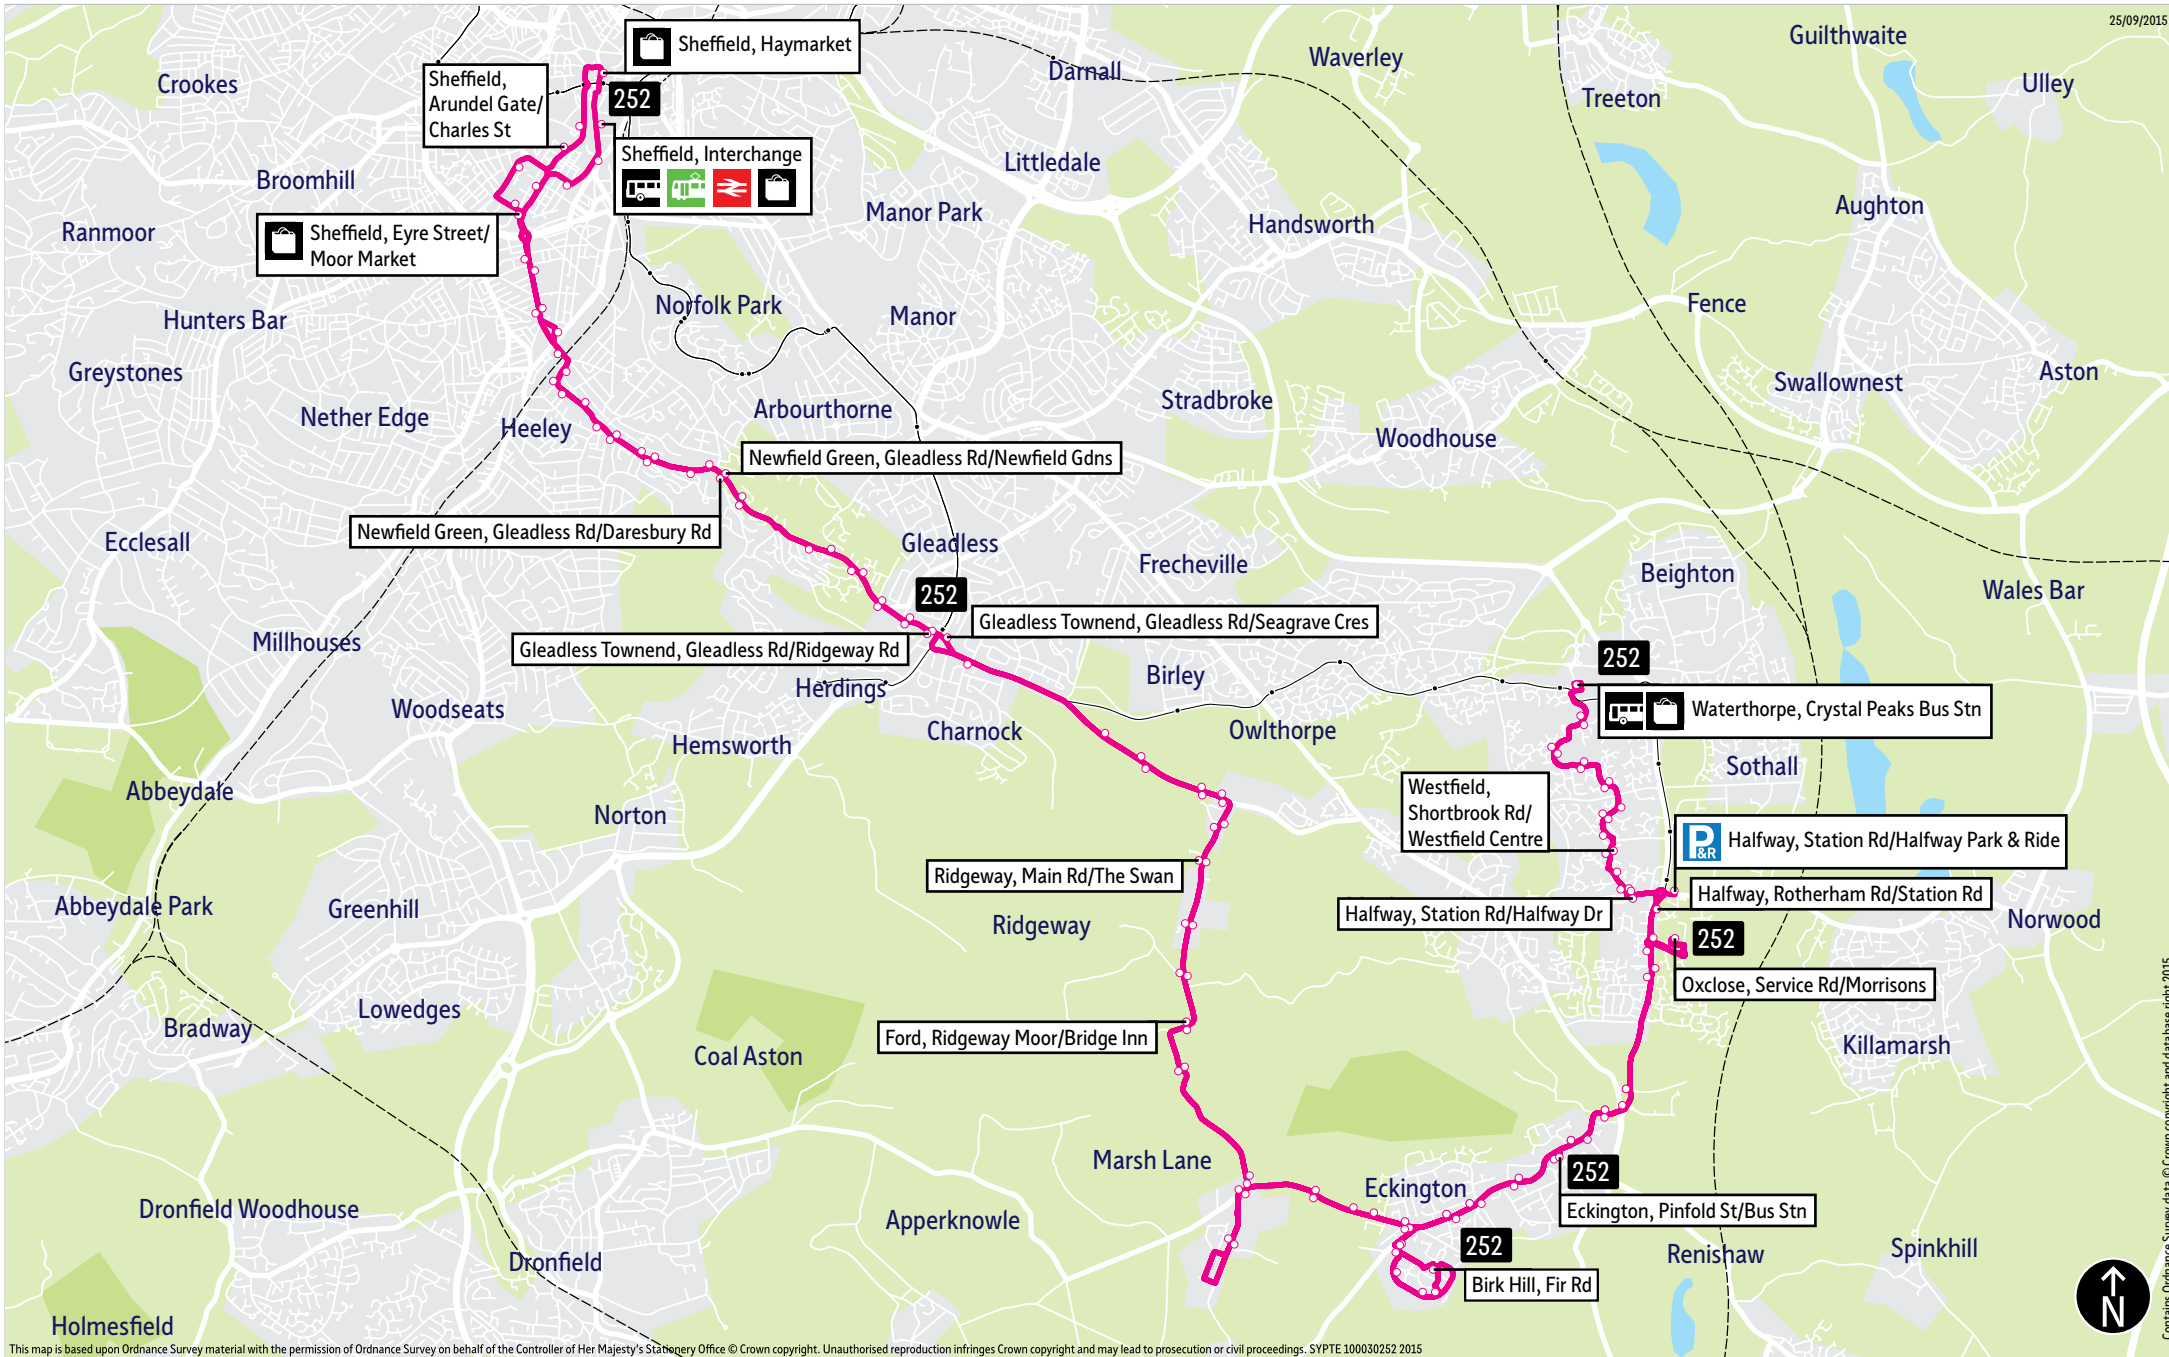 25/09/2015
Guilthwaite
Sheffield, Haymarket
Waverley
Darnall
Crookes
Sheffield,
Arundel Gate/
Charles St
252
Treeton
Ulley
Sheffield, Interchange
Littledale
Broomhill
Manor Park
Handsworth
Aughton
Ranmoor
Sheffield, Eyre Street/
Moor Market
Norfolk Park
Fence
Hunters Bar
Manor
Greystones
Swallownest
Aston
Stradbroke
Nether Edge
Heeley
Arbourthorne
Woodhouse
Newfield Green, Gleadless Rd/Newfield Gdns
Newfield Green, Gleadless Rd/Daresbury Rd
Ecclesall
Gleadless
Frecheville
Beighton
Wales Bar
252
Gleadless Townend, Gleadless Rd/Seagrave Cres
Millhouses
Gleadless Townend, Gleadless Rd/Ridgeway Rd
252
Herdings
Birley
Woodseats
Waterthorpe, Crystal Peaks Bus Stn
Charnock
Owlthorpe
Hemsworth
Sothall
Abbeydale
Westfield,
Shortbrook Rd/
Westfield Centre
Norton
P
&R
Halfway, Station Rd/Halfway Park & Ride
Ridgeway, Main Rd/The Swan
Halfway, Rotherham Rd/Station Rd
Abbeydale Park
Greenhill
Halfway, Station Rd/Halfway Dr
Norwood
Ridgeway
252
Oxclose, Service Rd/Morrisons
Lowedges
Bradway
Ford, Ridgeway Moor/Bridge Inn
Killamarsh
Coal Aston
Marsh Lane
252
Eckington
Dronfield Woodhouse
Eckington, Pinfold St/Bus Stn
Apperknowle
252
Renishaw
Spinkhill
Dronfield
Birk Hill, Fir Rd
N
Holmesfield
Contains Ordnance Survey data © Crown copyright and database right 2015
This map is based upon Ordnance Survey material with the permission of Ordnance Survey on behalf of the Controller of Her Majesty's Stationery Office © Crown copyright. Unauthorised reproduction infringes Crown copyright and may lead to prosecution or civil proceedings. SYPTE 100030252 2015